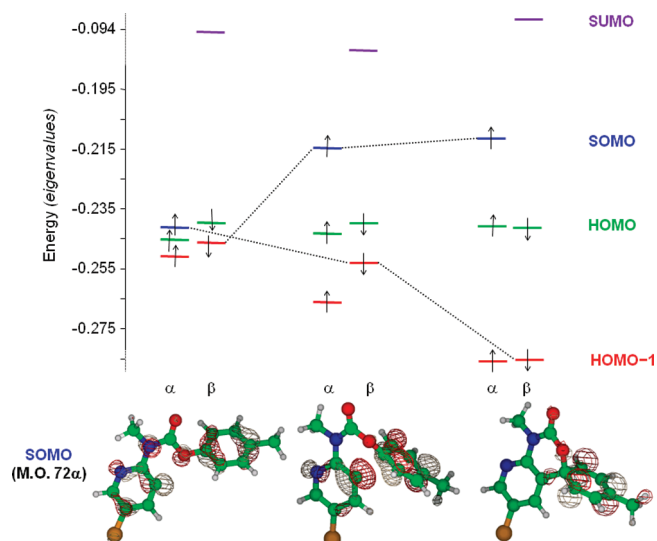 -0.094
SUMO
-0.195
-0.215
SOMO
-0.235
HOMO
-0.255
-0.275
HOMO−1
Energy (eigenvalues)
α β α β α β
SOMO
(M.O. 72α)